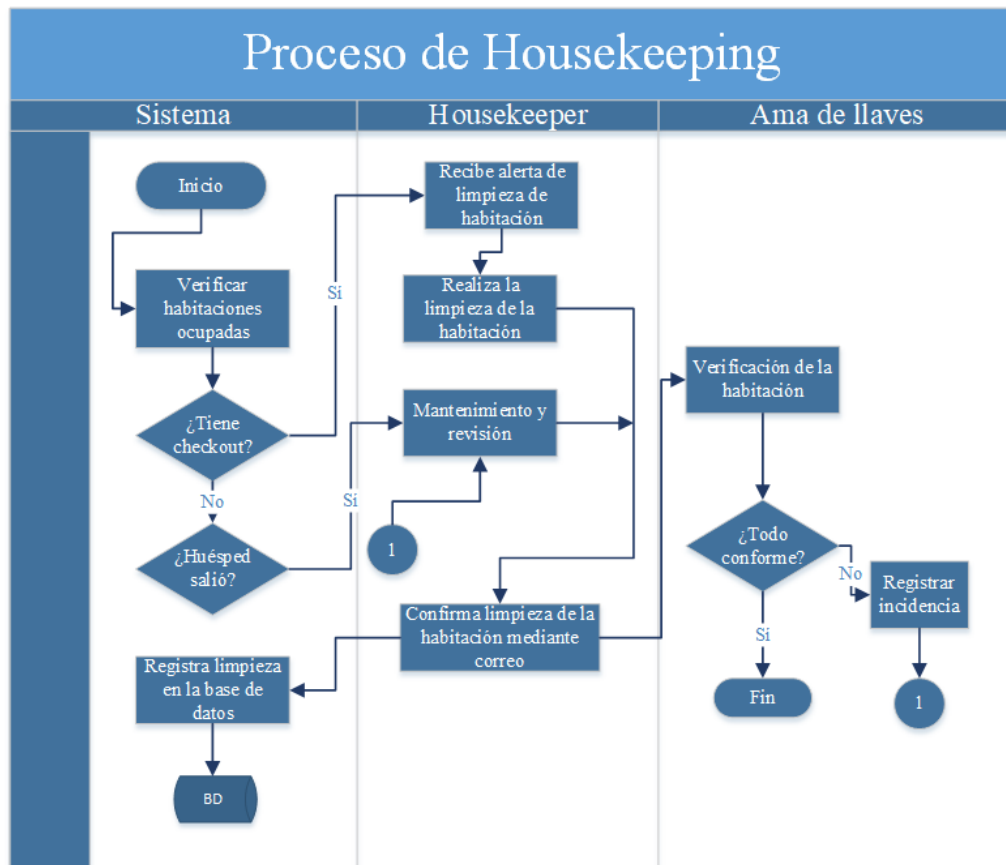 Proceso de Housekeeping
Sistema
Housekeeper
Ama de llaves
Inicio
Verificar
habitaciones
ocupadas
¿Tiene
checkout?
No
¿Huésped
salió?
Registra limpieza
en la base de
datos
BD
Si
Si
Recibe alerta de
limpieza de
habitación
Realiza la
limpieza de la
habitación
Mantenimiento y
revisión
1
Confirma limpieza de la
habitación mediante
correo
Verificación de la
habitación
¿Todo
conforme?
No
Registrar
incidencia
Si
Fin
1